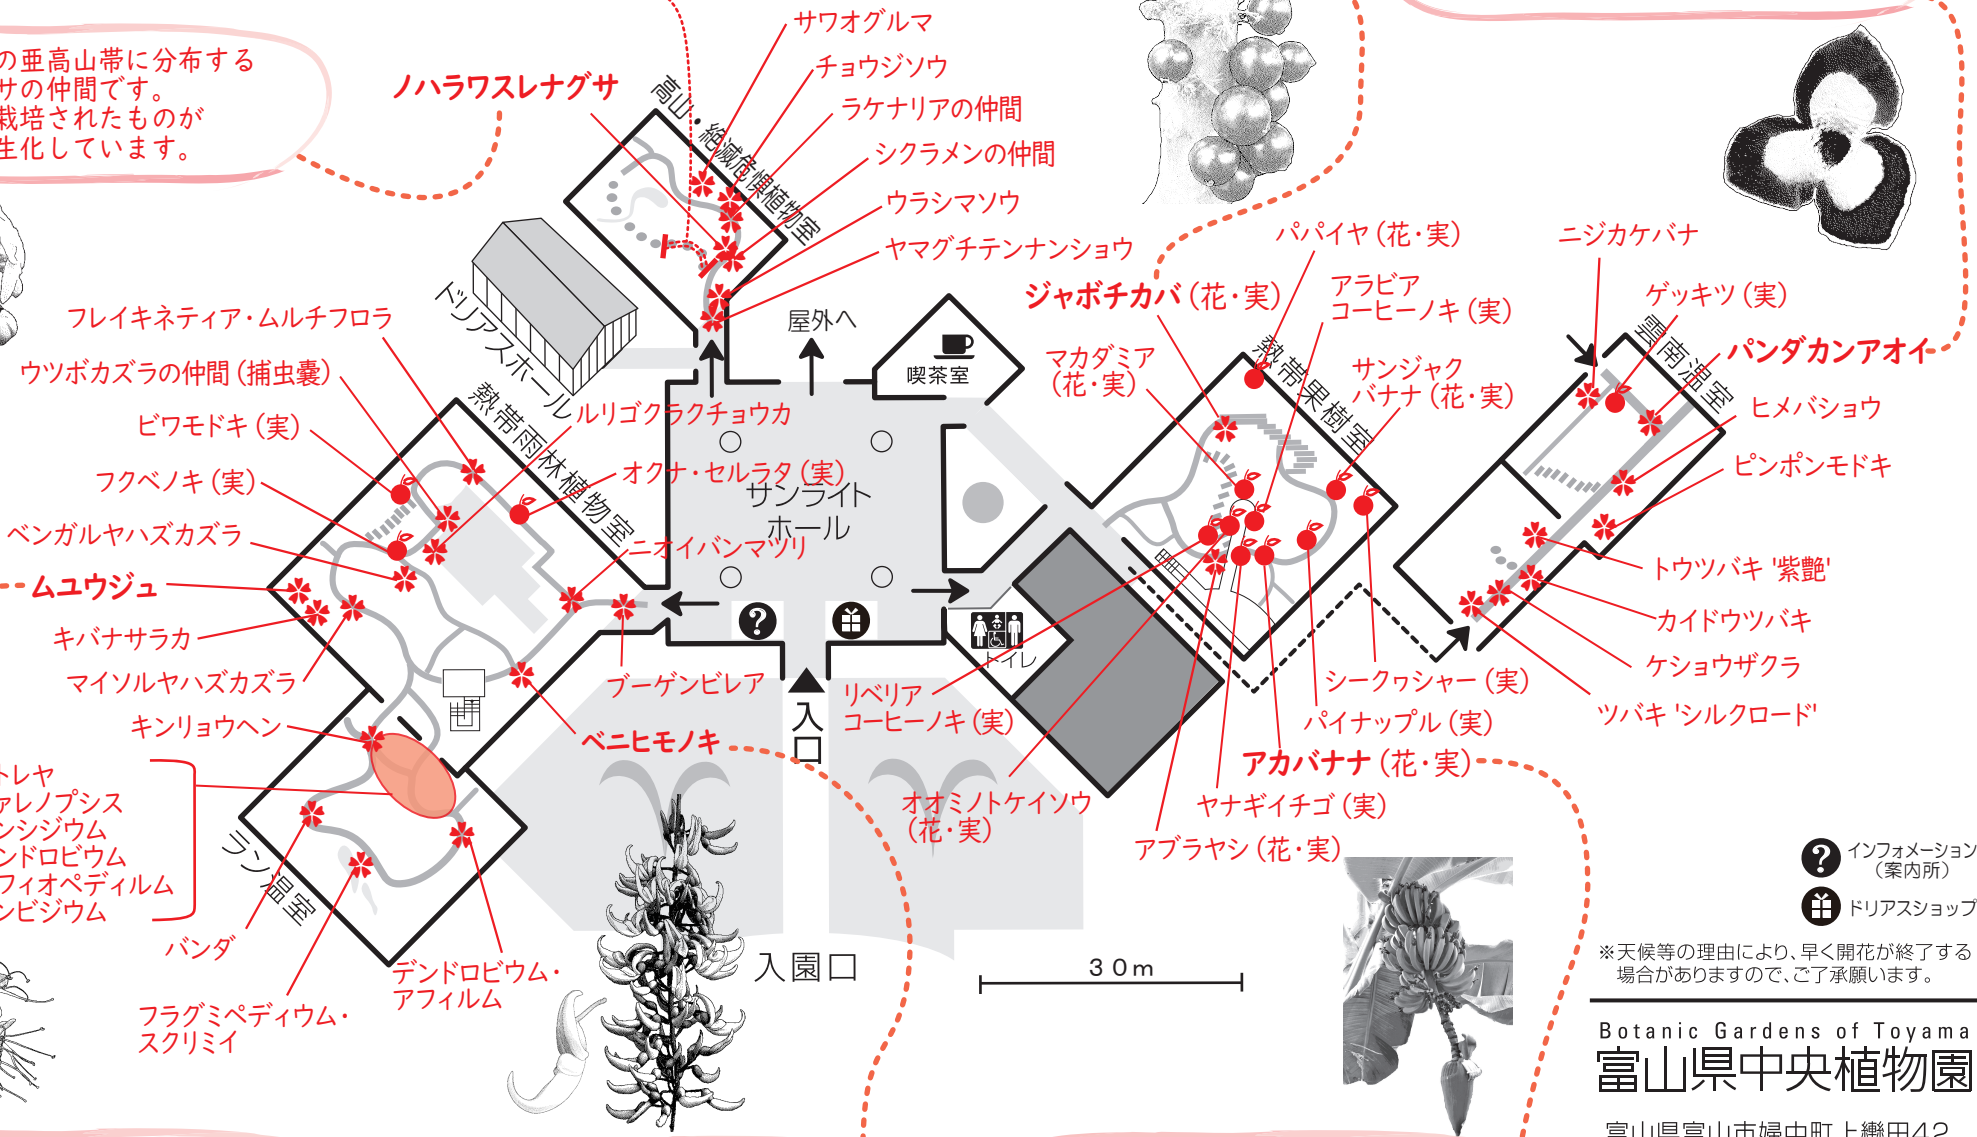 の亜高山帯に分布する
サの仲間です。
栽培されたものが
生化しています。
ノハラワスレナグサ
サワオグルマ
チョウジソウ
ラケナリアの仲間
シクラメンの仲間
ウラシマソウ
ヤマグチテンナンショウ
高山・絶滅危惧植物室
ドリアスホール
屋外へ
喫茶室
フレイキネティア・ムルチフロラ
ウツボカズラの仲間（捕虫嚢）
ビワモドキ（実）
フクベノキ（実）
ベンガルヤハズカズラ
ムユウジュ
キバナサラカ
マイソルヤハズカズラ
キンリョウヘン
熱帯雨林植物室
ルリゴクラクチョウカ
オクナ・セルラタ（実）
ニオイバンマツリ
ブーゲンビレア
ベニヒモノキ
サンライト
ホール
入口
トイレ
トレヤ
ァレノプシス
ンシジウム
ンドロビウム
フィオペディルム
ンビジウム
ラン温室
バンダ
フラグミペディウム・
スクリミイ
デンドロビウム・
アフィルム
入園口
30m
ジャボチカバ（花・実）
パパイヤ（花・実）
アラビア
コーヒーノキ（実）
マカダミア
（花・実）
サンジャク
バナナ（花・実）
熱帯果樹室
リベリア
コーヒーノキ（実）
オオミノトケイソウ
（花・実）
アブラヤシ（花・実）
ヤナギイチゴ（実）
アカバナナ（花・実）
パイナップル（実）
シークヮシャー（実）
ニジカケバナ
ゲッキツ（実）
雲南温室
パンダカンアオイ
ヒメバショウ
ピンポンモドキ
トウツバキ '紫艶'
カイドウツバキ
ケショウザクラ
ツバキ 'シルクロード'
インフォメーション
（案内所）
ドリアスショップ
※天候等の理由により、早く開花が終了する
場合がありますので、ご了承願います。
Botanic Gardens of Toyama
富山県中央植物園
富山県富山市婦中町上轡田42